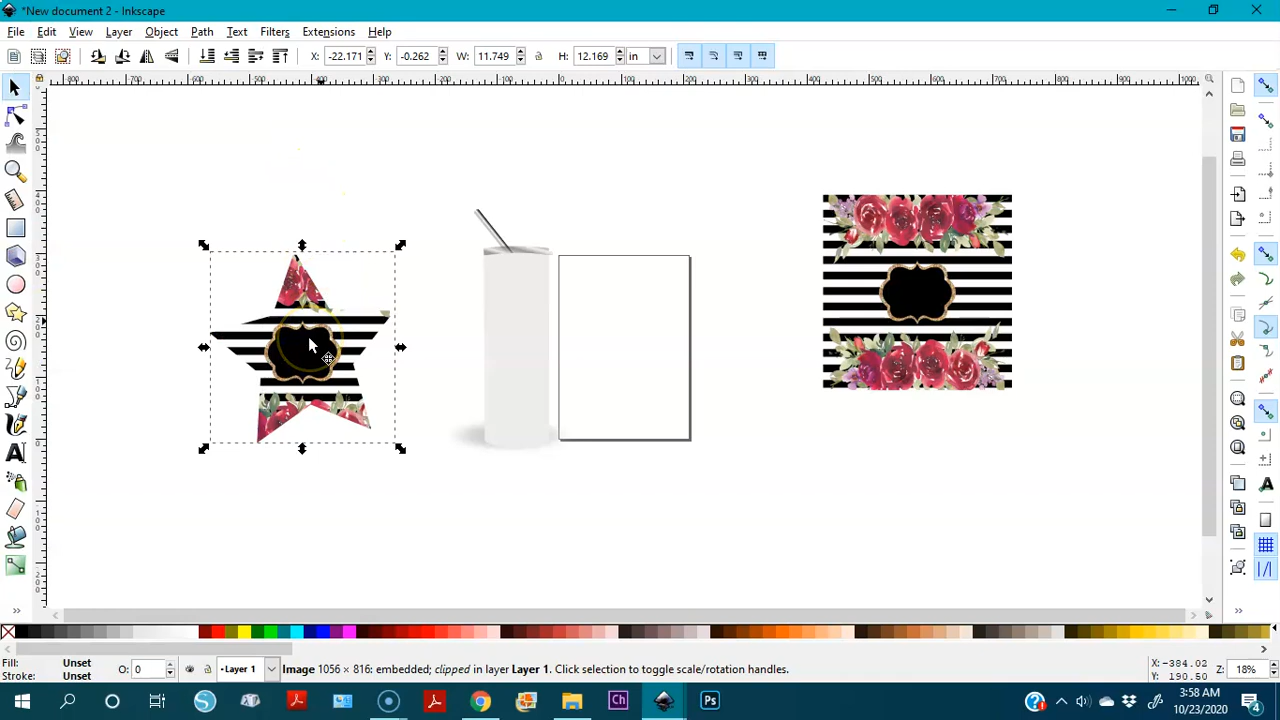 *New document 2 - Inkscape
File Edit View Layer Object Path Text Filters Extensions Help
X: -22.171 Y: -0.262 W: 11.749 H: 12.169 in
Fill: Unset O: 0 Layer 1 Image 1056 × 816: embedded; clipped in layer Layer 1. Click selection to toggle scale/rotation handles. X: -384.02 Z: 18%
Stroke: Unset Y: 190.50
Ch Ps 3:58 AM
10/23/2020 4